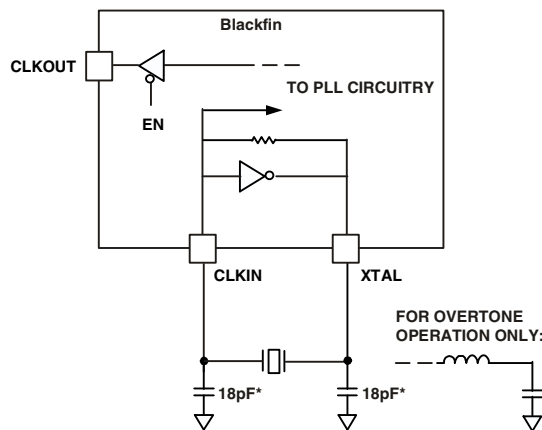 Blackfin
CLKOUT
TO PLL CIRCUITRY
EN
CLKIN
XTAL
FOR OVERTONE
OPERATION ONLY:
18pF*
18pF*